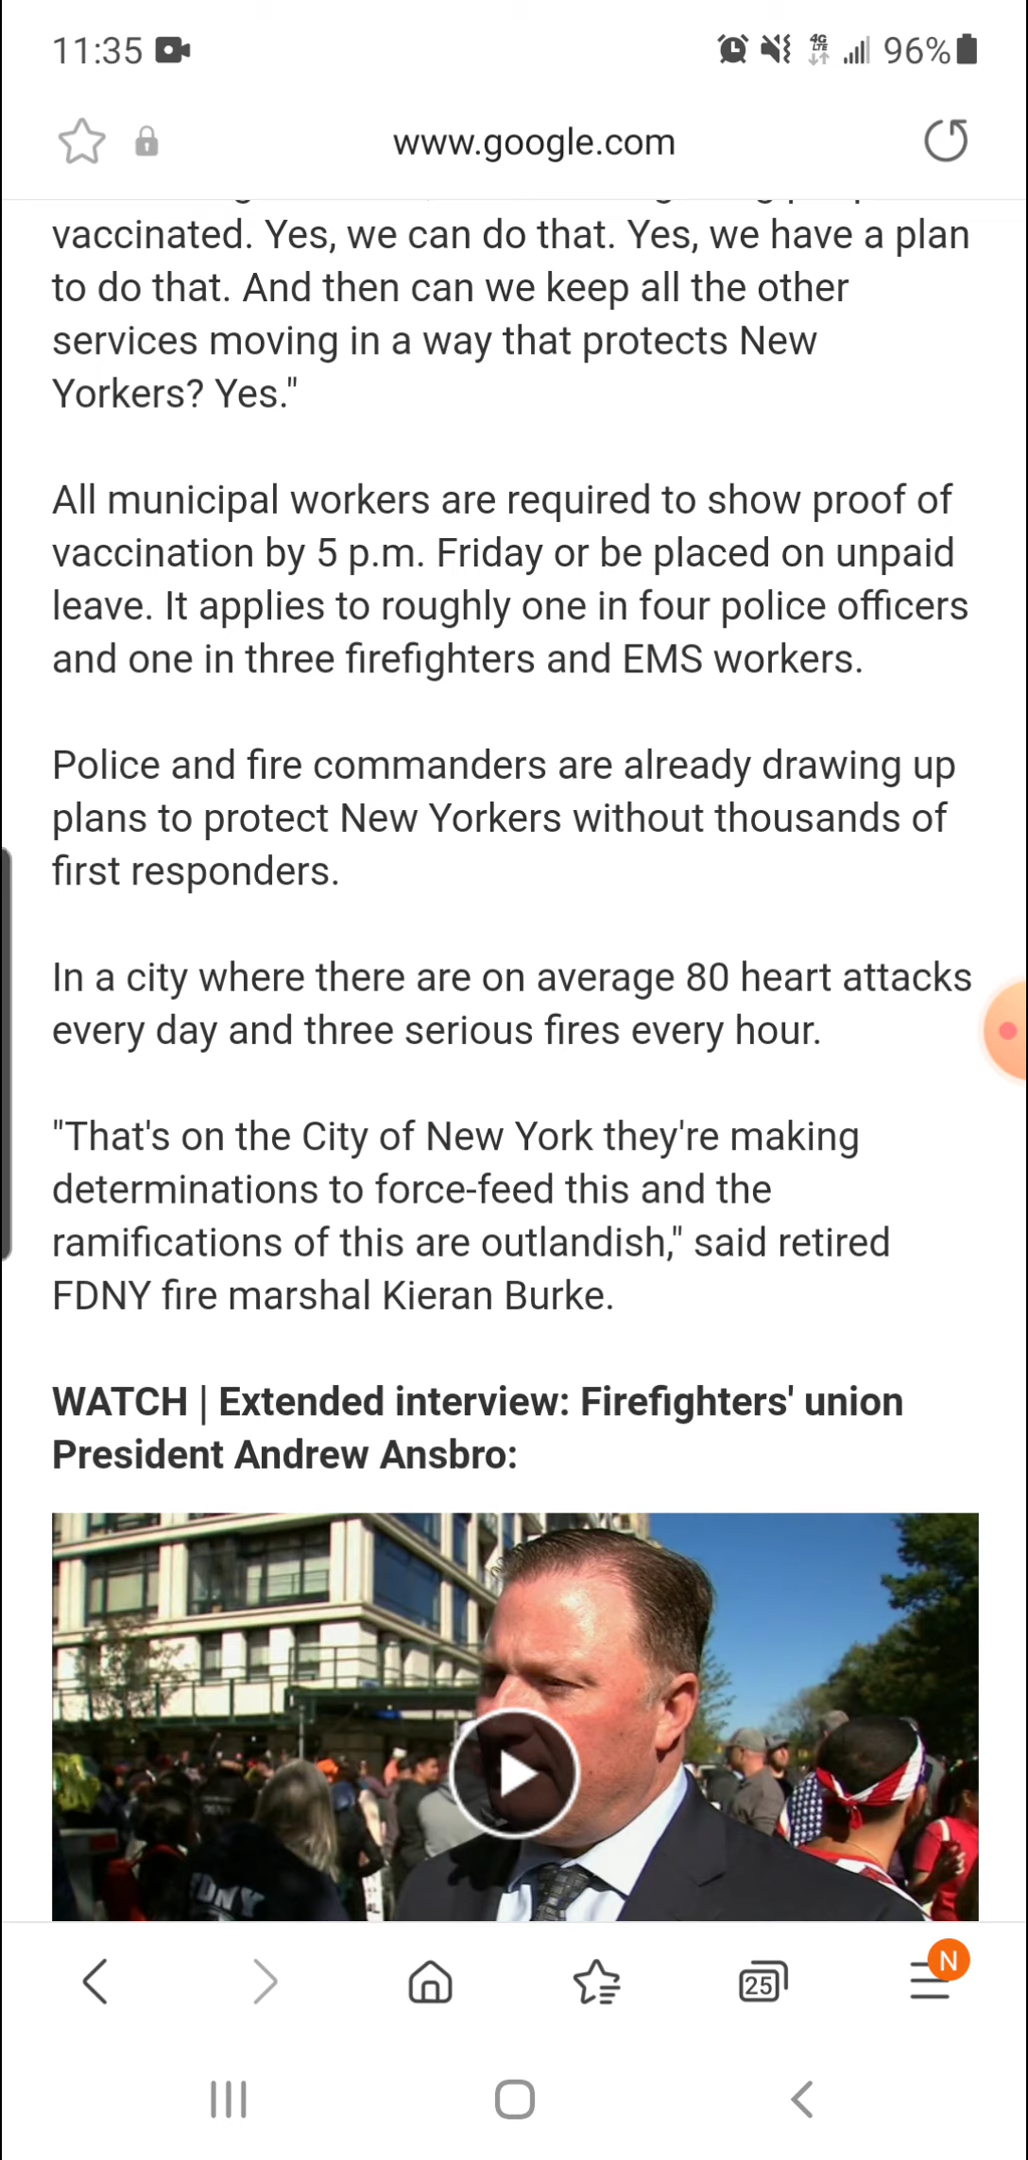 11:35
4G
LTE
96%
www.google.com
vaccinated. Yes, we can do that. Yes, we have a plan
to do that. And then can we keep all the other
services moving in a way that protects New
Yorkers? Yes."
All municipal workers are required to show proof of
vaccination by 5 p.m. Friday or be placed on unpaid
leave. It applies to roughly one in four police officers
and one in three firefighters and EMS workers.
Police and fire commanders are already drawing up
plans to protect New Yorkers without thousands of
first responders.
In a city where there are on average 80 heart attacks
every day and three serious fires every hour.
"That's on the City of New York they're making
determinations to force-feed this and the
ramifications of this are outlandish," said retired
FDNY fire marshal Kieran Burke.
WATCH | Extended interview: Firefighters' union
President Andrew Ansbro:
FDNY
25
N